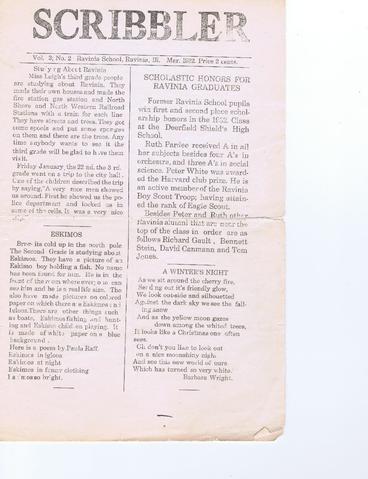 SCRIBBLER
Vol. 3; No. 2 Ravinia School, Ravinia, Ill. Mar. 1932 Price 2 cents.
Studying About Ravinia
Miss Leigh's third grade people
are studying about Ravinia. They
made their own houses and made the
fire station gas station and North
Shore and North Western Railroad
Stations with a train for each line
They have streets and trees. They got
some spools and put some sponges
on them and these are the trees. Any
time anybody wants to see it the
third grade will be glad to have them
visit.
Friday January, the 22 nd. the 3 rd.
grade went on a trip to the city hall.
One of the children described the trip
by saying, "A very nice men showed
us around. First he showed us the po-
lice department and locked us in
some of the cells. It was a very nice
ESKIMOS
Brr-r- its cold up in the north pole
The Second Grade is studying about
Eskimos. They have a picture of an
Eskimo boy holding a fish. No name
has been found for him. He is in the
front of the room where everyone can
see him and he is a real life size. The
also have made pictures on colored
paper on which there are Eskimos and
igloos. There are other things such
as boats, Eskimos fishing and hunt-
ing and Eskimo children playing. It
is made of white paper on a blue
background.
Here is a poem by Paula Raff
Eskimos in igloos
Eskimos at night
Eskimos in funny clothing
bright.
SCHOLASTIC HONORS FOR
RAVINIA GRADUATES
Former Ravinia School pupils
win first and second place schol-
arship honors in the 1932 Class
at the Deerfield Shield's High
School.
Ruth Pardee received A in all
her subjects besides four A's in
orchestra, and three A's in social
science. Peter White was award-
ed the Harvard club prize. He is
an active member of the Ravinia
Boy Scout Troop; having attain-
ed the rank of Eagle Scout.
Besides Peter and Ruth other
Ravinia alumni that are near the
top of the class in order are as
follows Richard Gault, Bennett
Stein, David Canmann and Tom
Jones.
A WINTER'S NIGHT
As we sit around the cherry fire,
Sending out it's friendly glow,
We look outside and silhouetted
Against the dark sky we see the fall-
ing snow
And as the yellow moon gazes
down among the whited trees,
It looks like a Christmas one often
sees.
Oh don't you like to look out
on a nice moonshiny night
And see this new world of ours
Which has turned so very white.
Barbara Wright.